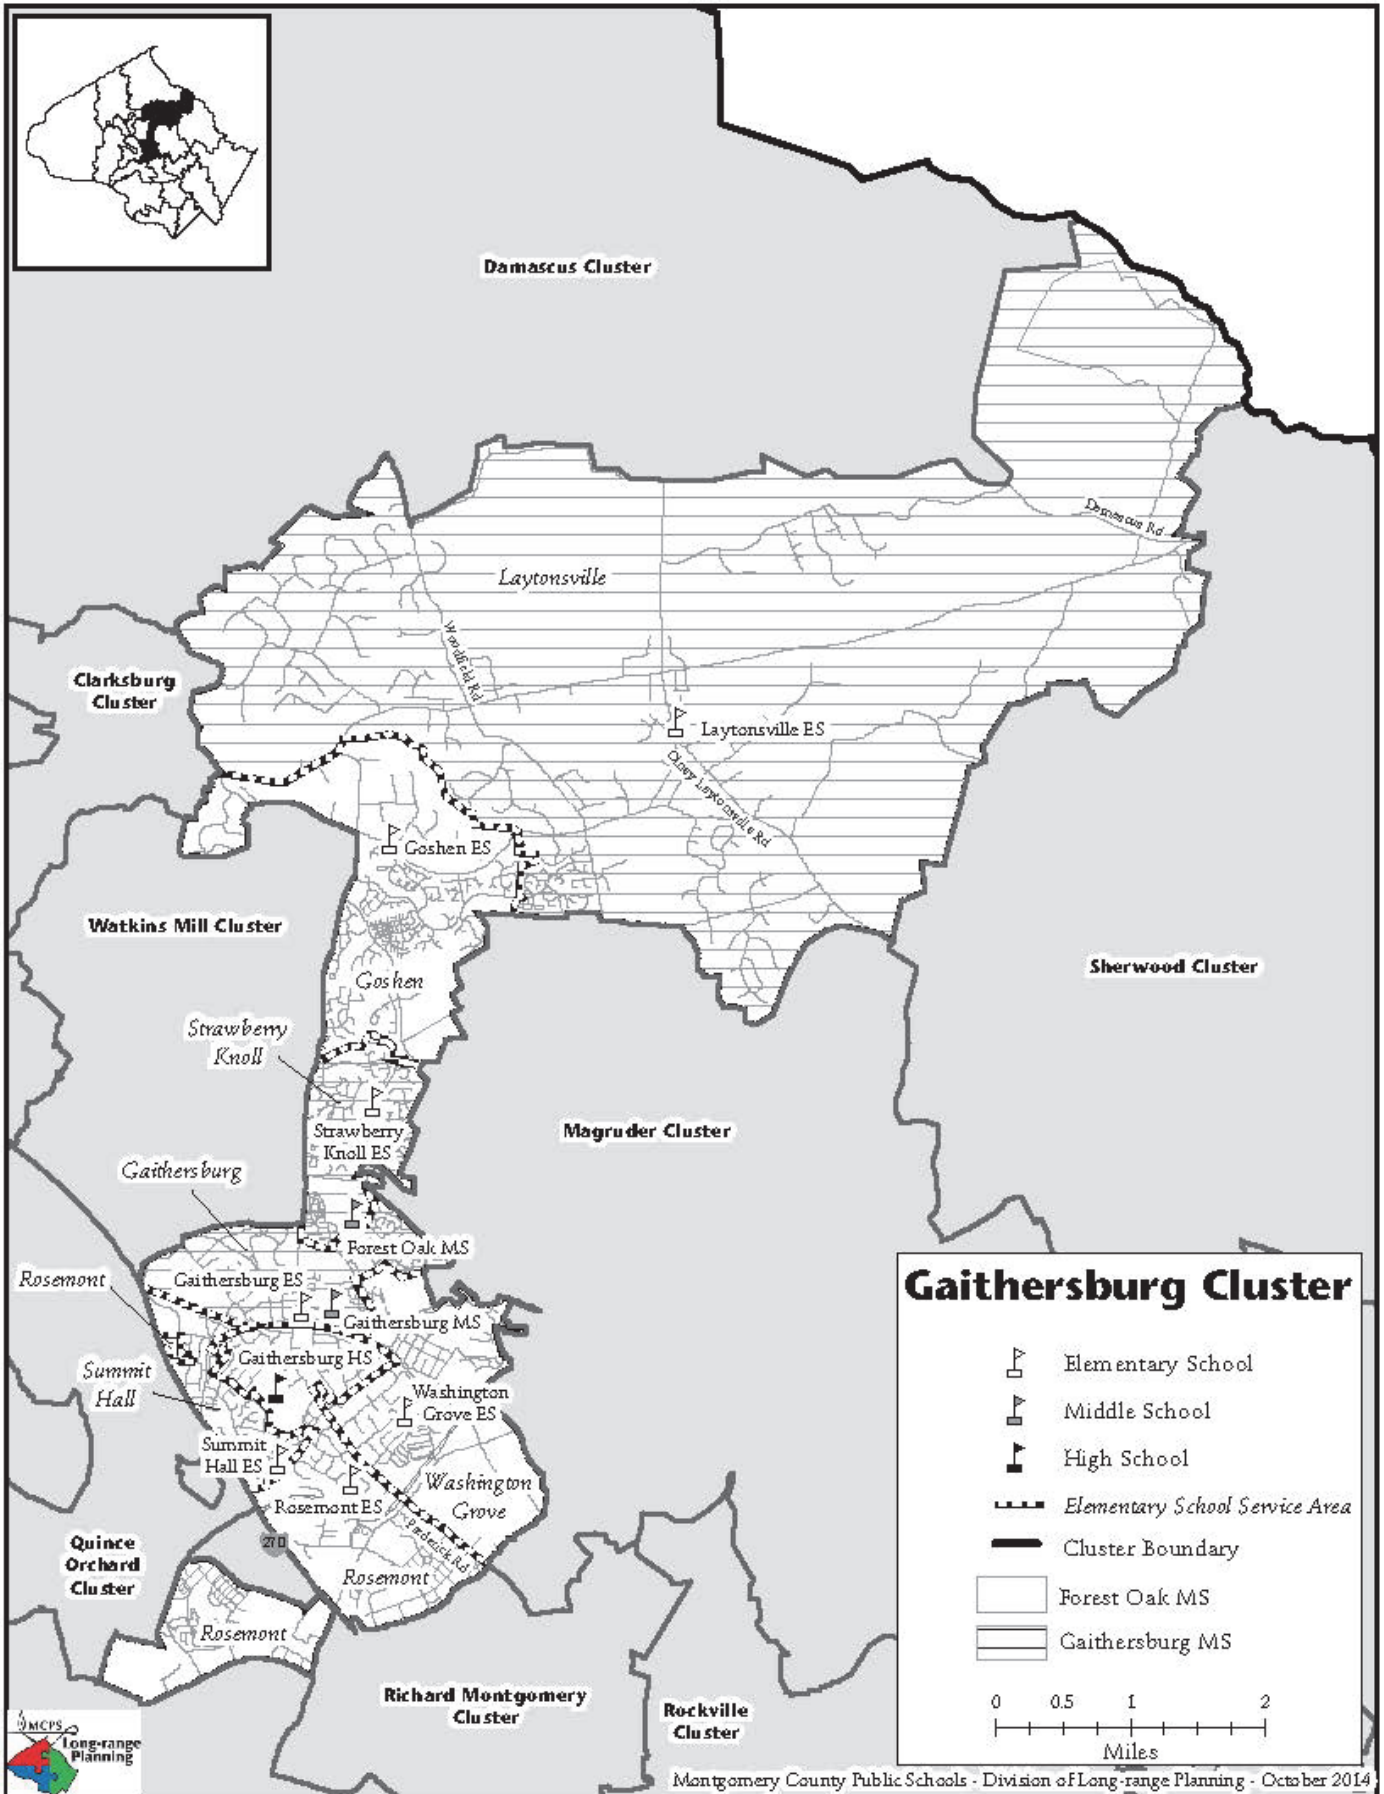 Damascus Cluster
Damascus Rd
Laytonsville
Woodfield Rd
Clarksburg
Cluster
Laytonsville ES
Olney Laytonsville Rd
Goshen ES
Watkins Mill Cluster
Sherwood Cluster
Goshen
Strawberry
Knoll
Strawberry
Knoll ES
Magruder Cluster
Gaithersburg
Forest Oak MS
Rosemont
Gaithersburg ES
Gaithersburg MS
Gaithersburg HS
Summit
Hall
Washington
Grove ES
Summit
Hall ES
Washington
Grove
Rosemont ES
Frederick Rd
270
Quince
Orchard
Cluster
Rosemont
Rosemont
Richard Montgomery
Cluster
Rockville
Cluster
Gaithersburg Cluster
Elementary School
Middle School
High School
Elementary School Service Area
Cluster Boundary
Forest Oak MS
Gaithersburg MS
0 0.5 1 2
Miles
MCPS
Long-range
Planning
Montgomery County Public Schools - Division of Long-range Planning - October 2014